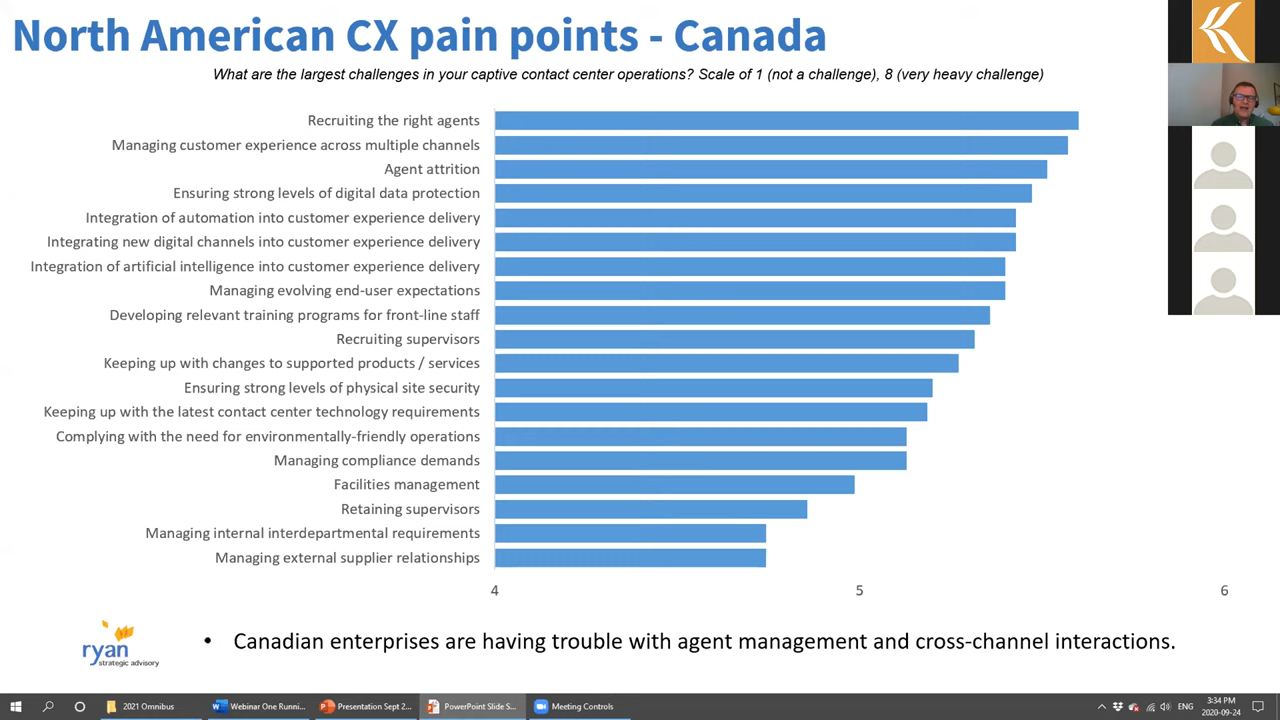 North American CX pain points - Canada
What are the largest challenges in your captive contact center operations? Scale of 1 (not a challenge), 8 (very heavy challenge)
Recruiting the right agents
Managing customer experience across multiple channels
Agent attrition
Ensuring strong levels of digital data protection
Integration of automation into customer experience delivery
Integrating new digital channels into customer experience delivery
Integration of artificial intelligence into customer experience delivery
Managing evolving end-user expectations
Developing relevant training programs for front-line staff
Recruiting supervisors
Keeping up with changes to supported products / services
Ensuring strong levels of physical site security
Keeping up with the latest contact center technology requirements
Complying with the need for environmentally-friendly operations
Managing compliance demands
Facilities management
Retaining supervisors
Managing internal interdepartmental requirements
Managing external supplier relationships
4 5 6
ryan
strategic advisory
• Canadian enterprises are having trouble with agent management and cross-channel interactions.
2021 Omnibus
Webinar One Runni...
Presentation Sept 2...
PowerPoint Slide S...
Meeting Controls
ENG
3:34 PM
2020-09-24